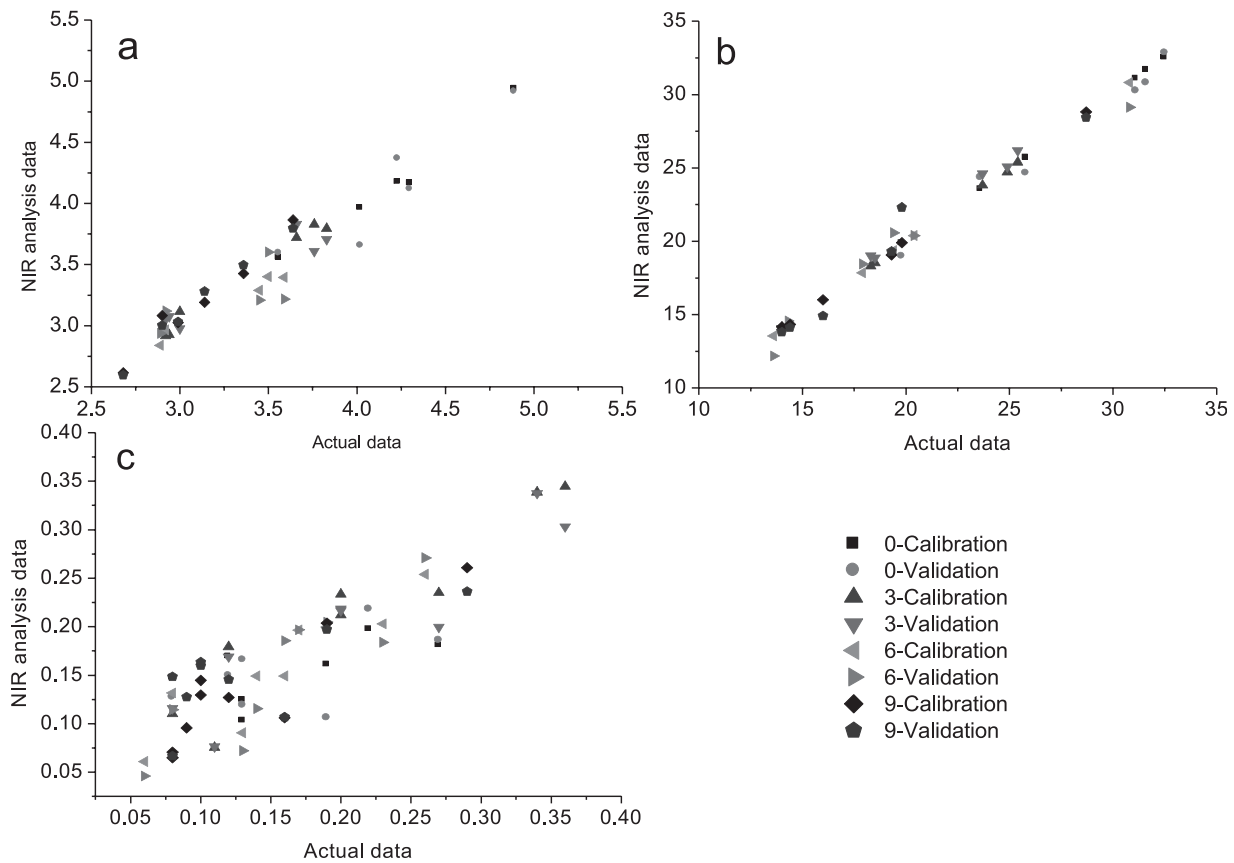 a
5.5
5.0
4.5
4.0
3.5
3.0
2.5
NIR analysis data
2.5 3.0 3.5 4.0 4.5 5.0 5.5
Actual data
b
35
30
25
20
15
10
NIR analysis data
10 15 20 25 30 35
Actual data
c
0.40
0.35
0.30
0.25
0.20
0.15
0.10
0.05
NIR analysis data
0.05 0.10 0.15 0.20 0.25 0.30 0.35 0.40
Actual data
0-Calibration
0-Validation
3-Calibration
3-Validation
6-Calibration
6-Validation
9-Calibration
9-Validation